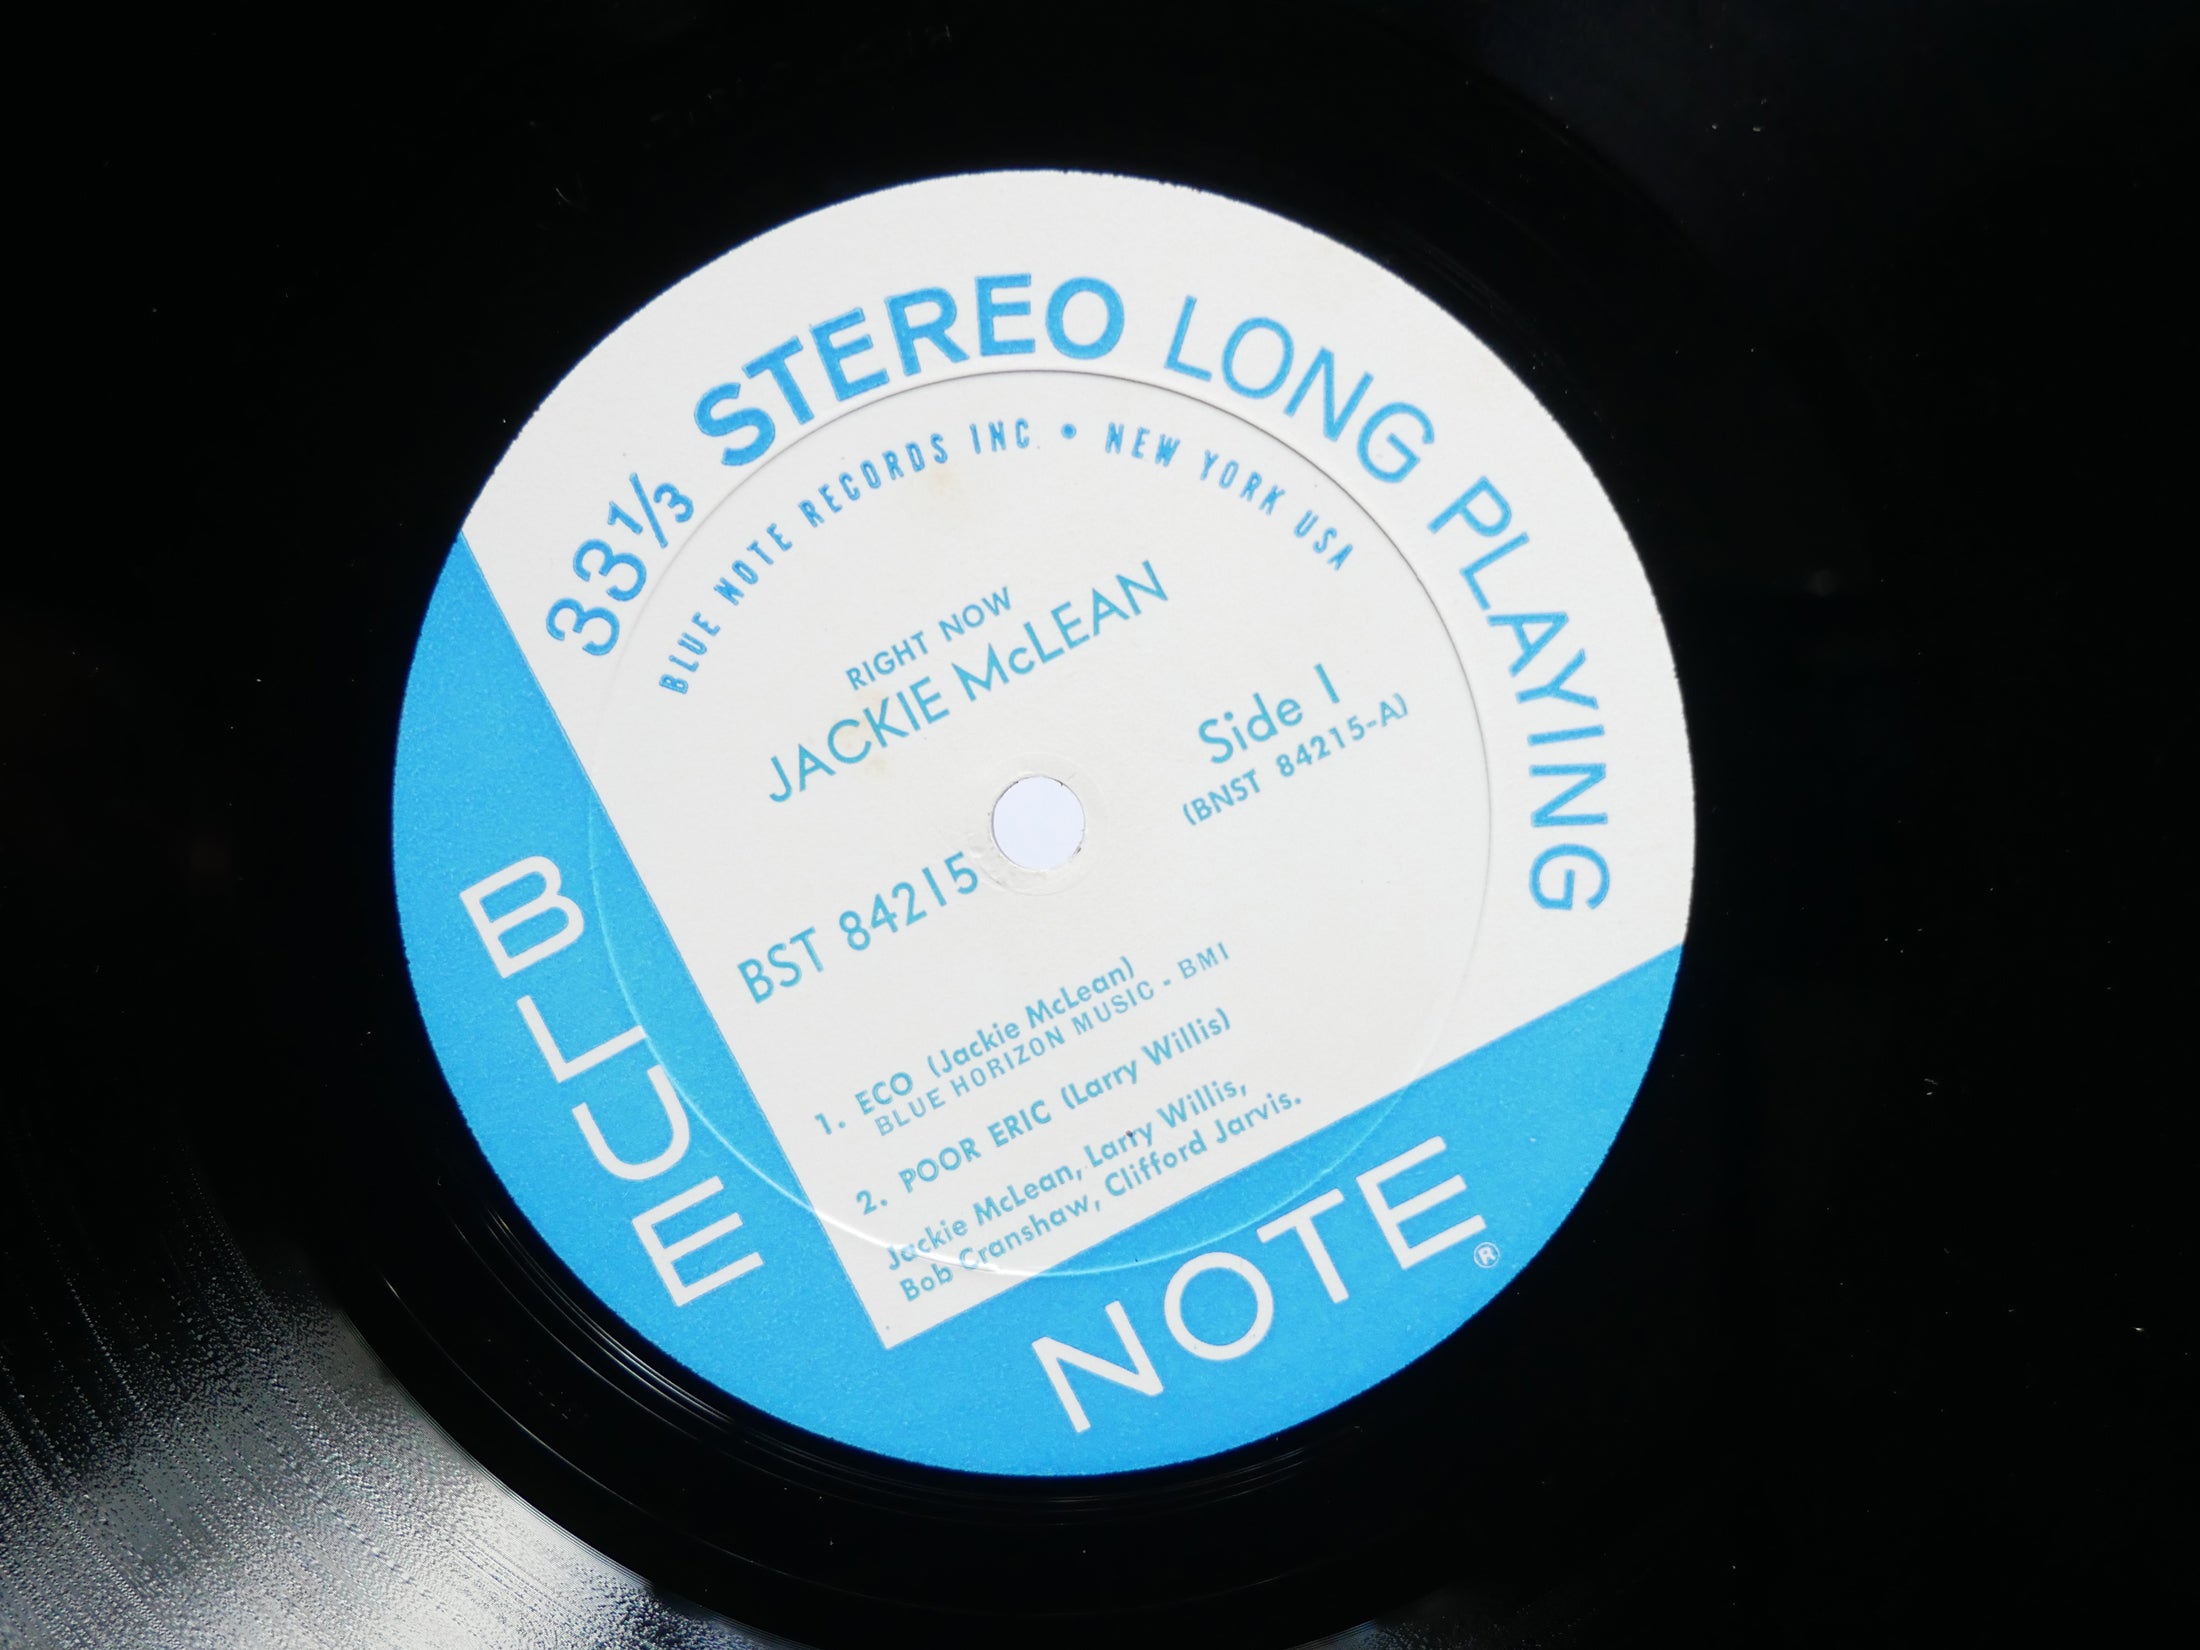 33⅓ STEREO LONG PLAYING
BLUE NOTE RECORDS INC. • NEW YORK USA
RIGHT NOW
JACKIE McLEAN
Side 1
(BNST 84215-A)
BST 84215
1. ECO (Jackie McLean)
BLUE HORIZON MUSIC - BMI
2. POOR ERIC (Larry Willis)
Jackie McLean, Larry Willis,
Bob Cranshaw, Clifford Jarvis.
BLUE
NOTE®